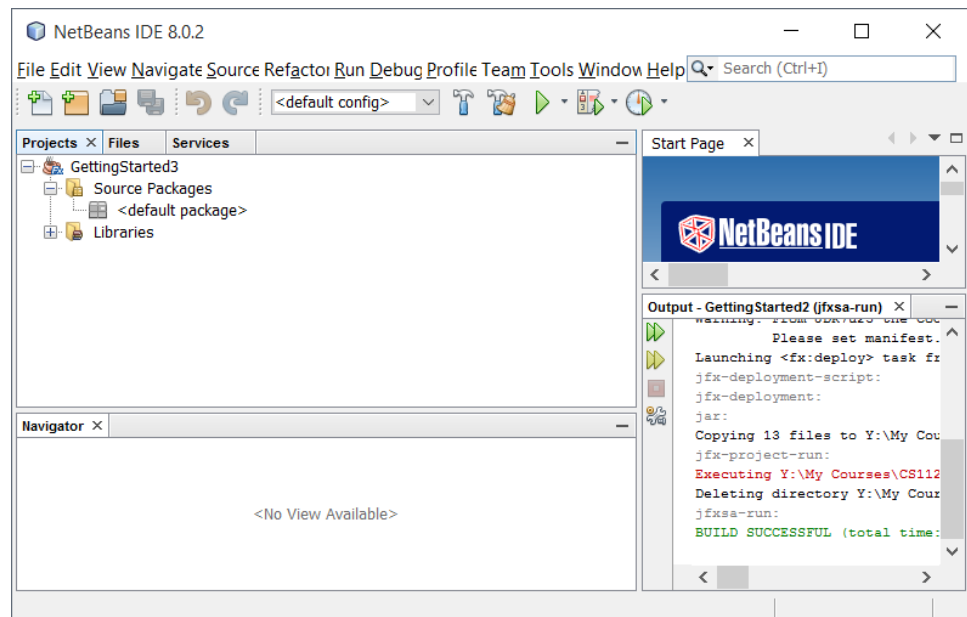 NetBeans IDE 8.0.2
File Edit View Navigate Source Refactor Run Debug Profile Team Tools Window Help Search (Ctrl+I)
<default config>
Projects Files Services
Start Page
GettingStarted3
Source Packages
<default package>
Libraries
NetBeans IDE
Output - GettingStarted2 (jfxsa-run)
Please set manifest.
Launching <fx:deploy> task fr
jfx-deployment-script:
jfx-deployment:
jar:
Copying 13 files to Y:\My Cou
jfx-project-run:
Executing Y:\My Courses\CS112
Deleting directory Y:\My Cour
jfxsa-run:
BUILD SUCCESSFUL (total time:
Navigator
<No View Available>